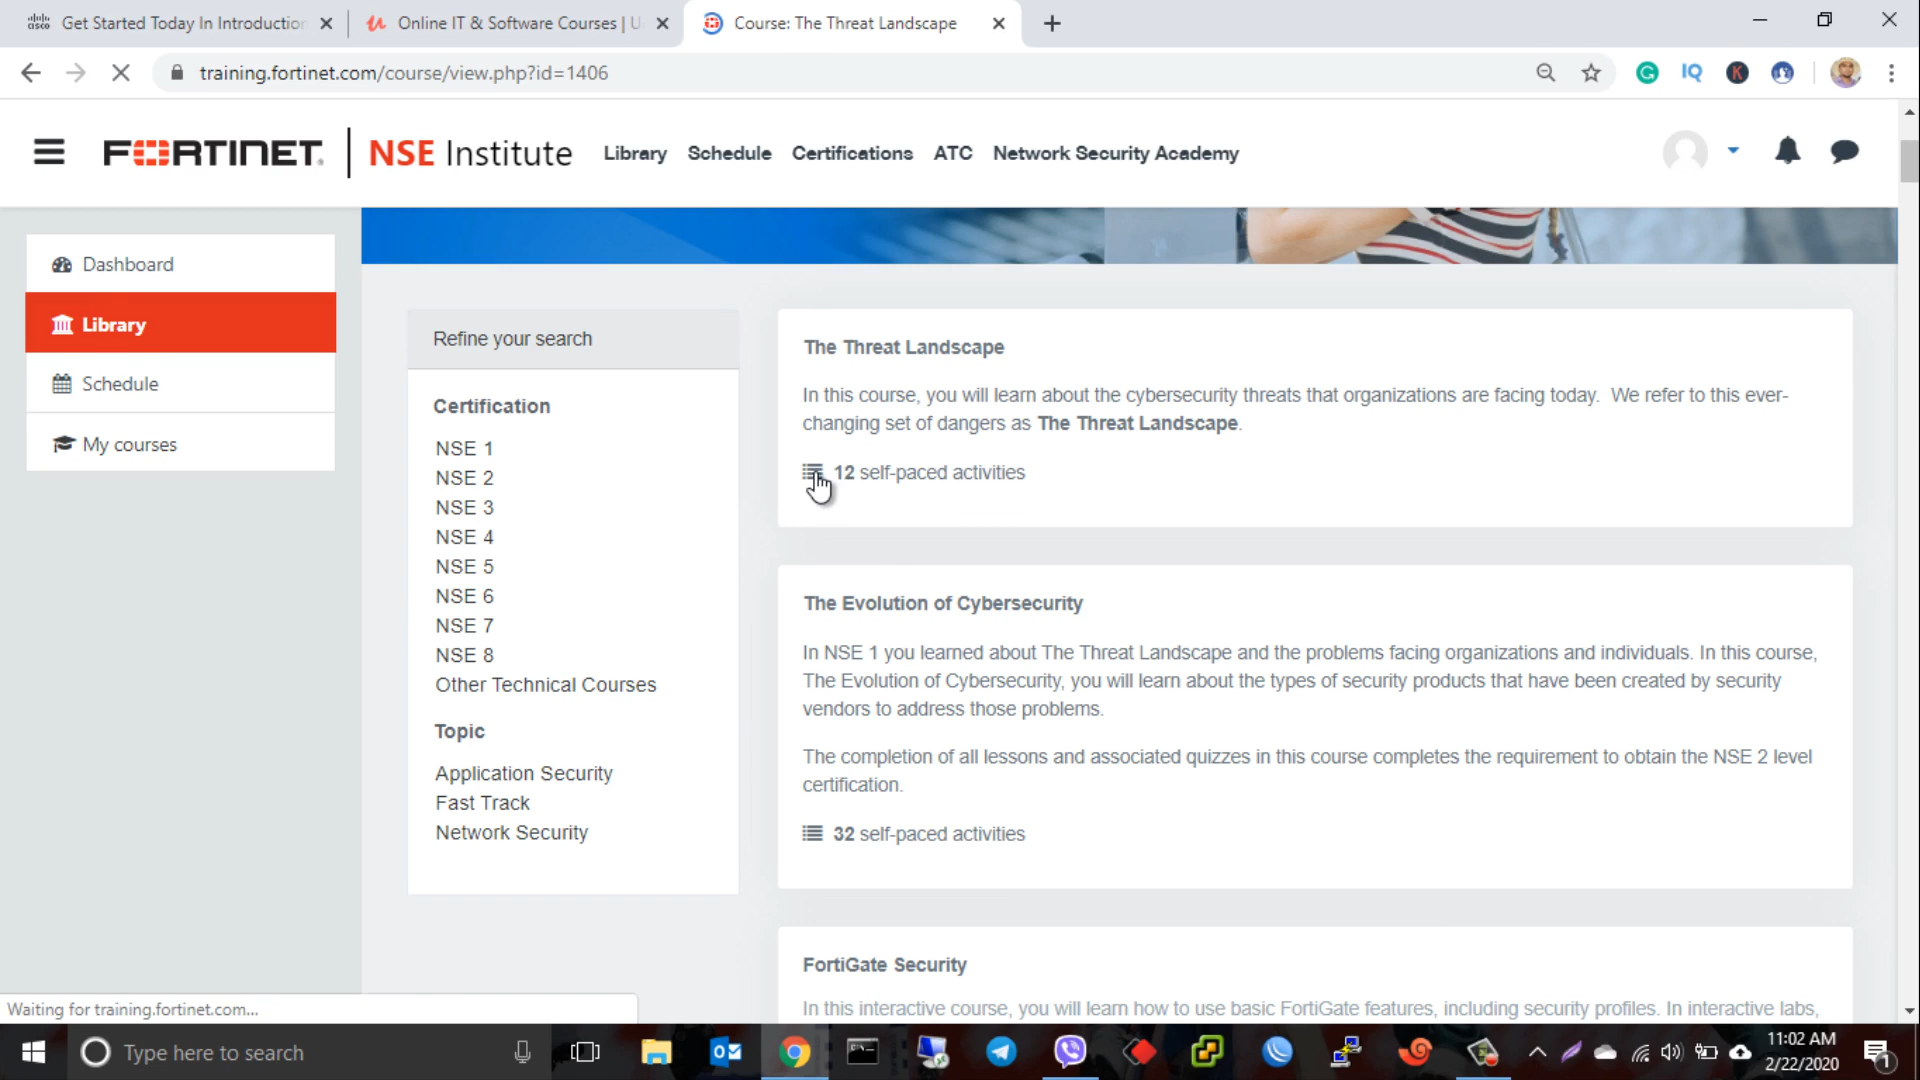 Get Started Today In Introduction
Online IT & Software Courses | U
Course: The Threat Landscape
training.fortinet.com/course/view.php?id=1406
FORTINET
NSE Institute
Library
Schedule
Certifications
ATC
Network Security Academy
Dashboard
Library
Schedule
My courses
Refine your search
Certification
NSE 1
NSE 2
NSE 3
NSE 4
NSE 5
NSE 6
NSE 7
NSE 8
Other Technical Courses
Topic
Application Security
Fast Track
Network Security
The Threat Landscape
In this course, you will learn about the cybersecurity threats that organizations are facing today. We refer to this ever-
changing set of dangers as The Threat Landscape.
12 self-paced activities
The Evolution of Cybersecurity
In NSE 1 you learned about The Threat Landscape and the problems facing organizations and individuals. In this course,
The Evolution of Cybersecurity, you will learn about the types of security products that have been created by security
vendors to address those problems.
The completion of all lessons and associated quizzes in this course completes the requirement to obtain the NSE 2 level
certification.
32 self-paced activities
FortiGate Security
In this interactive course, you will learn how to use basic FortiGate features, including security profiles. In interactive labs,
Waiting for training.fortinet.com...
Type here to search
11:02 AM
2/22/2020
1